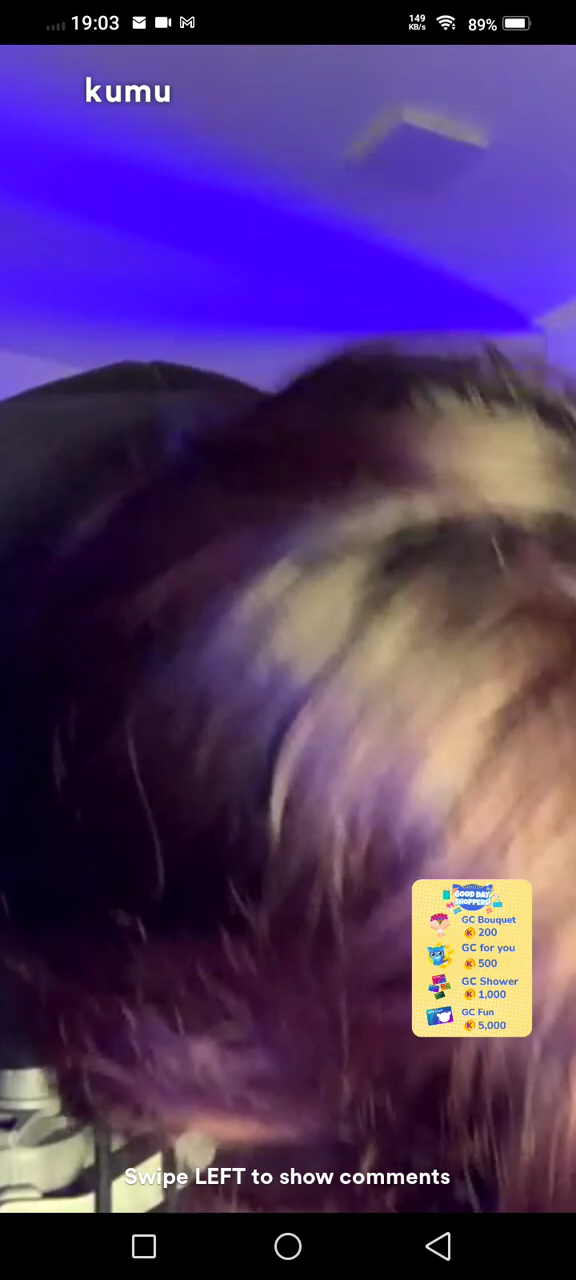 19:03
149
KB/s
89%
kumu
GOOD DAY
SHOPPERS!
GC Bouquet
200
GC for you
500
GC Shower
1,000
GC Fun
5,000
Swipe LEFT to show comments